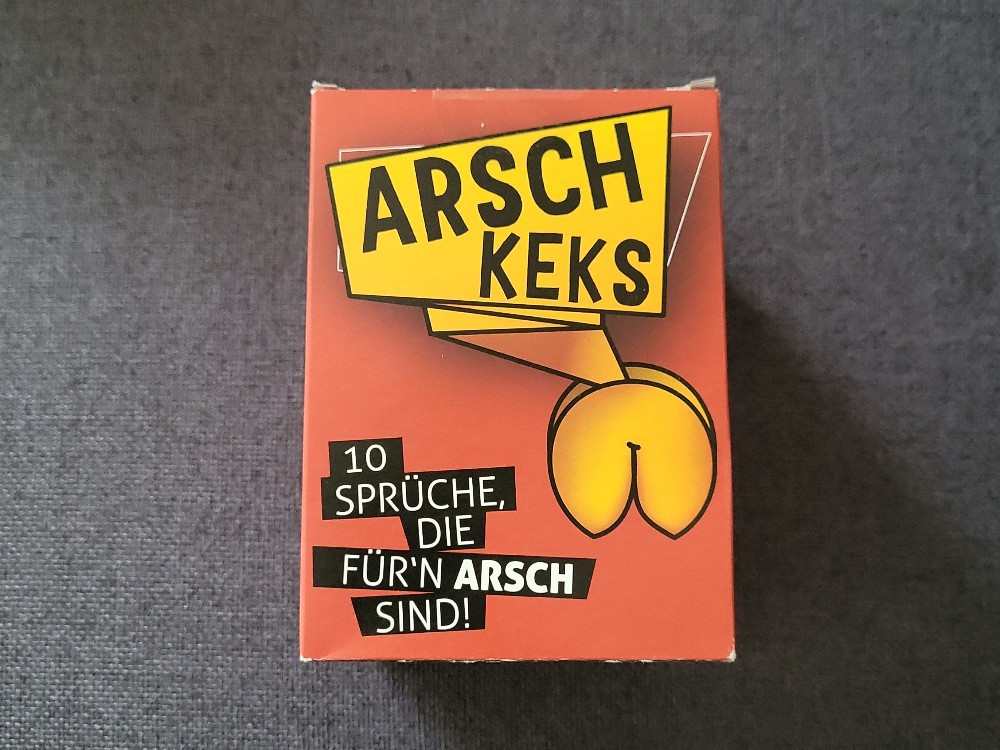 ARSCH
KEKS
10
SPRÜCHE,
DIE
FÜR'N ARSCH
SIND!